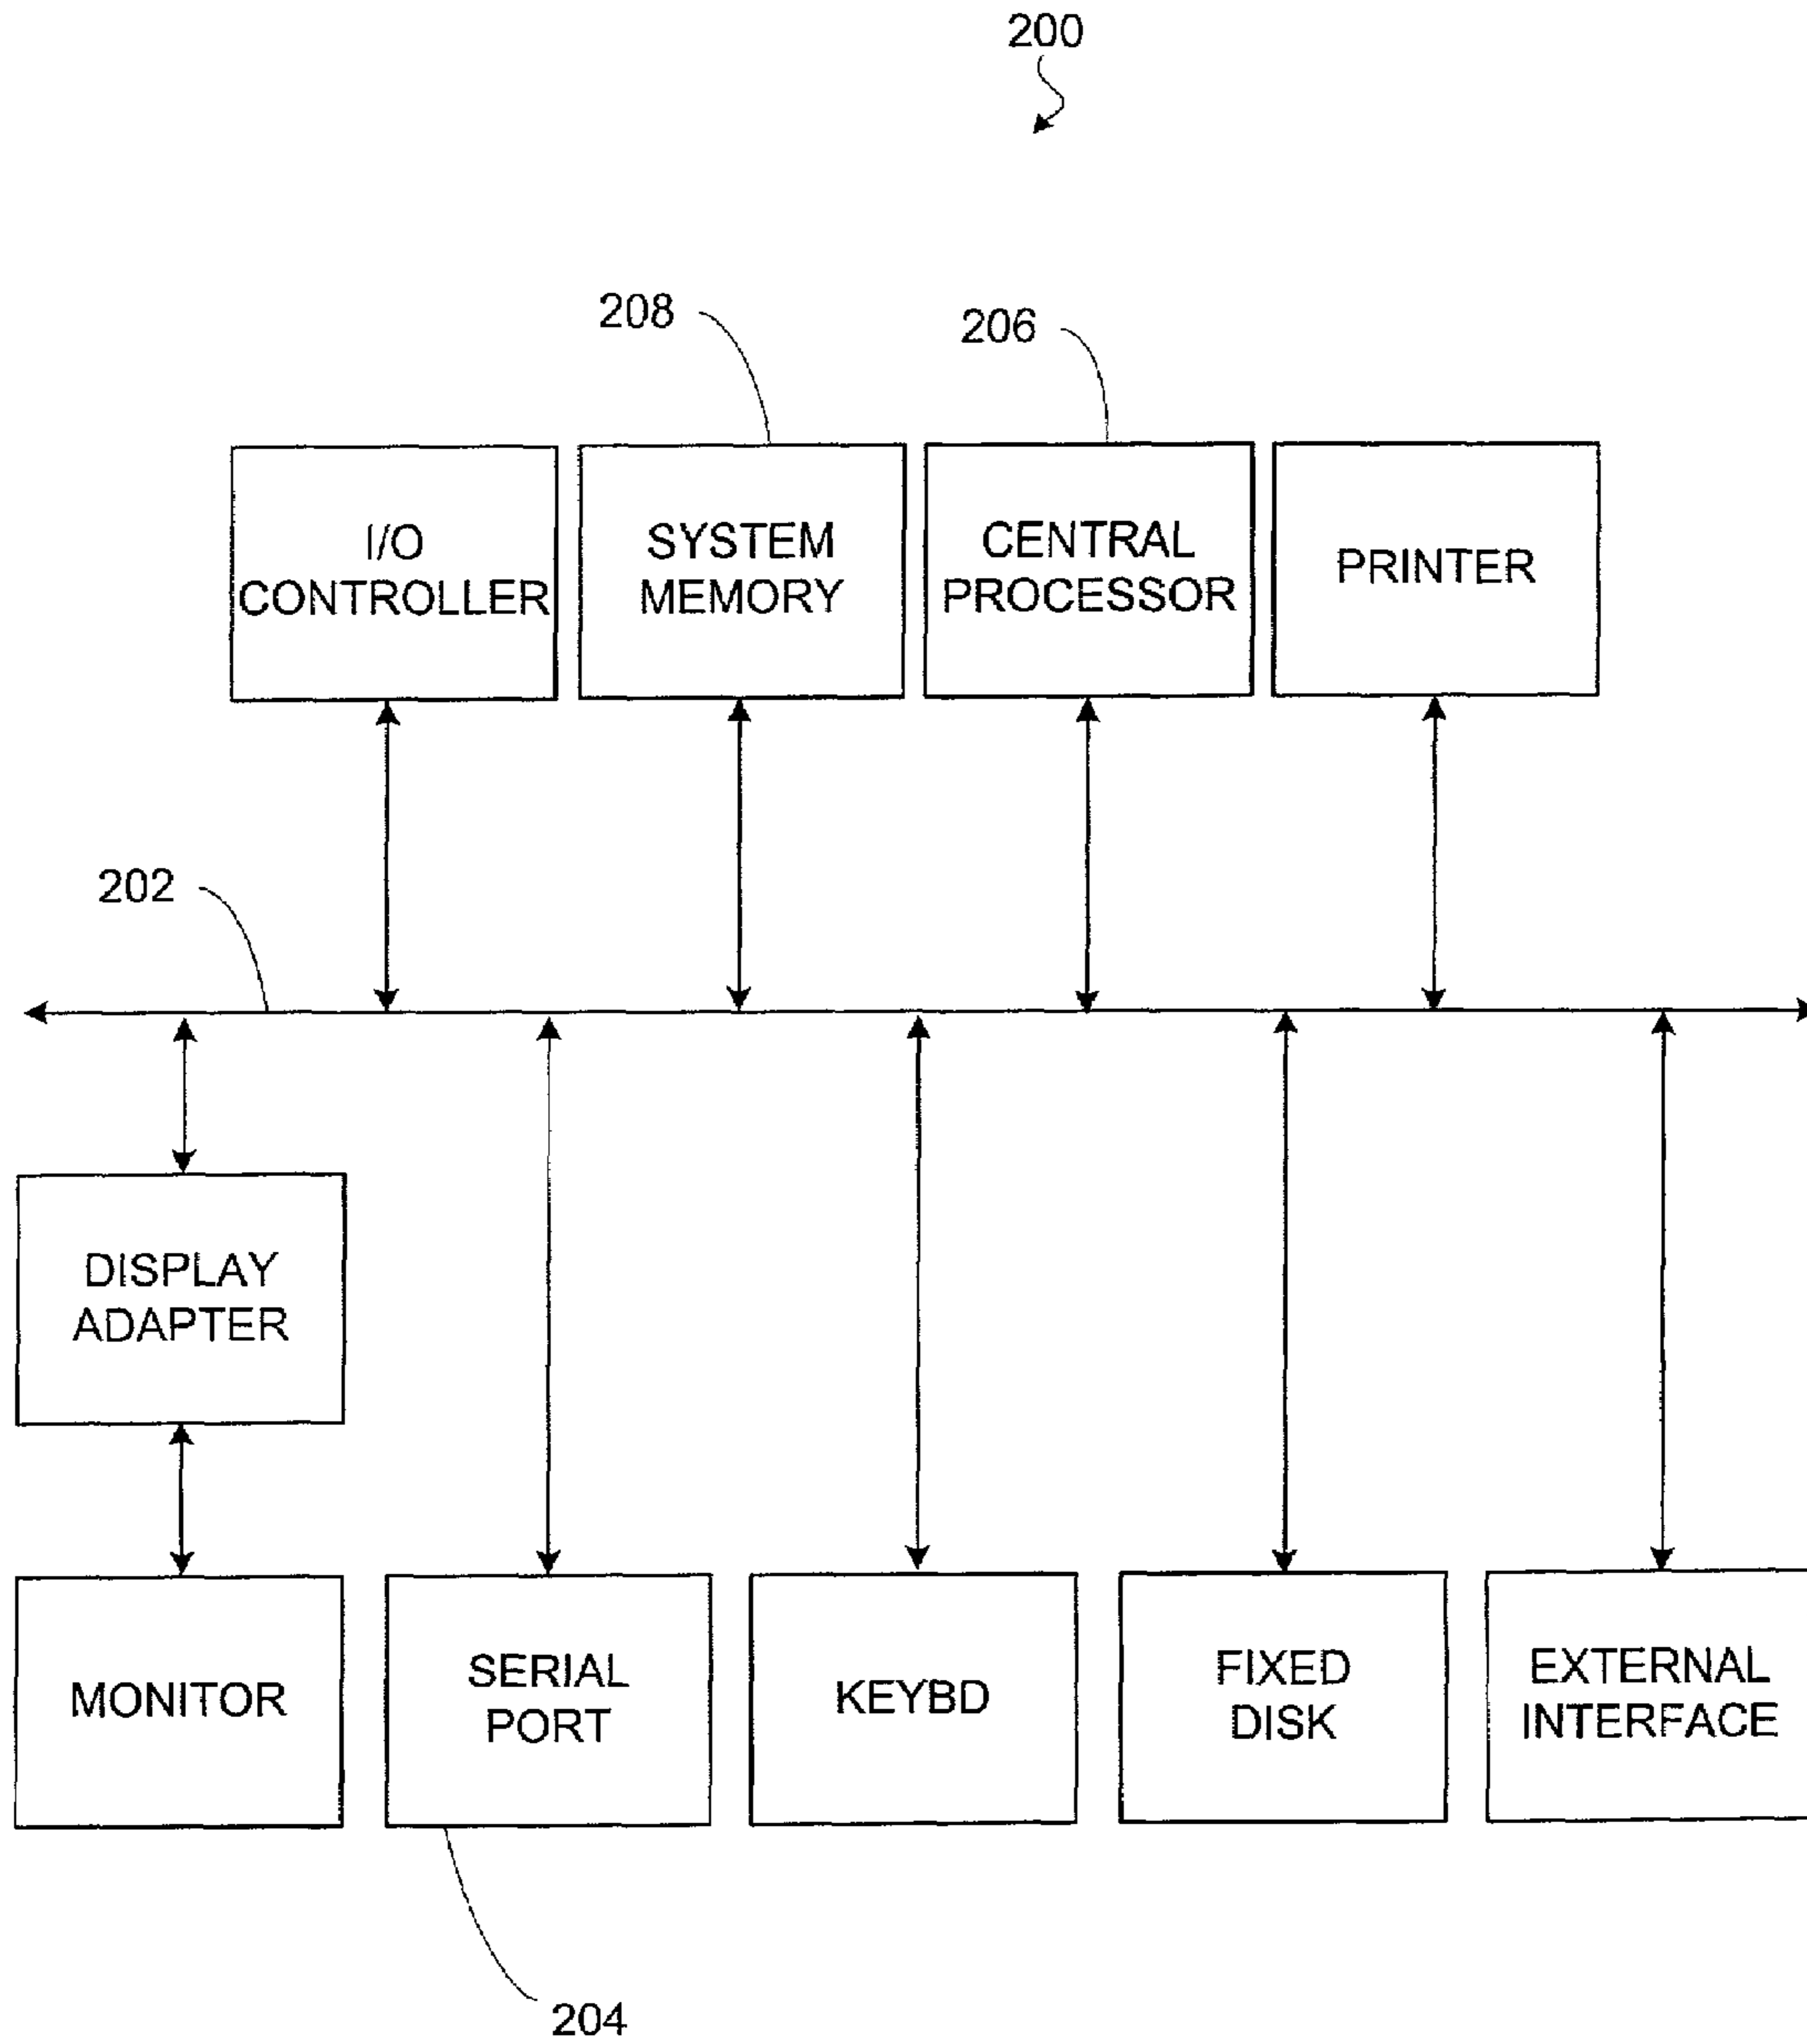 200
208
206
I/O
CONTROLLER
SYSTEM
MEMORY
CENTRAL
PROCESSOR
PRINTER
202
DISPLAY
ADAPTER
MONITOR
SERIAL
PORT
KEYBD
FIXED
DISK
EXTERNAL
INTERFACE
204